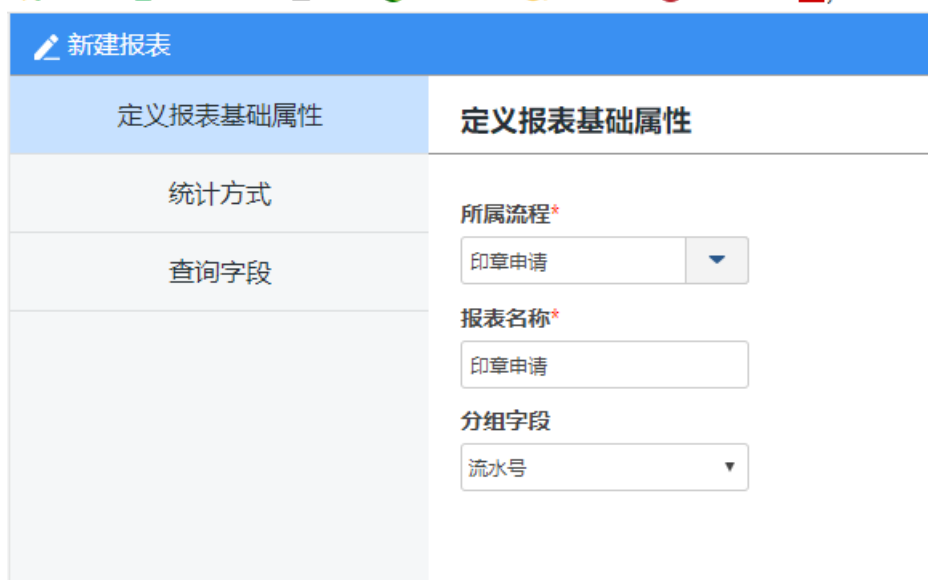 新建报表
定义报表基础属性
统计方式
查询字段
定义报表基础属性
所属流程*
印章申请
报表名称*
印章申请
分组字段
流水号